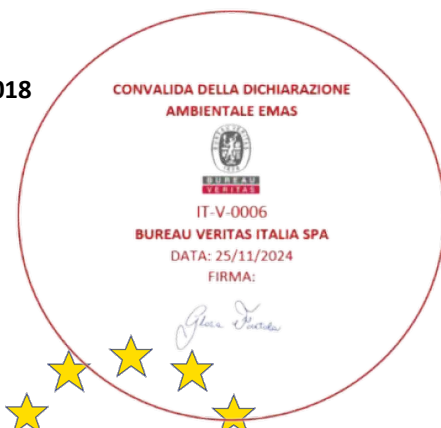 018
CONVALIDA DELLA DICHIARAZIONE
AMBIENTALE EMAS
BUREAU
VERITAS
IT-V-0006
BUREAU VERITAS ITALIA SPA
DATA: 25/11/2024
FIRMA: